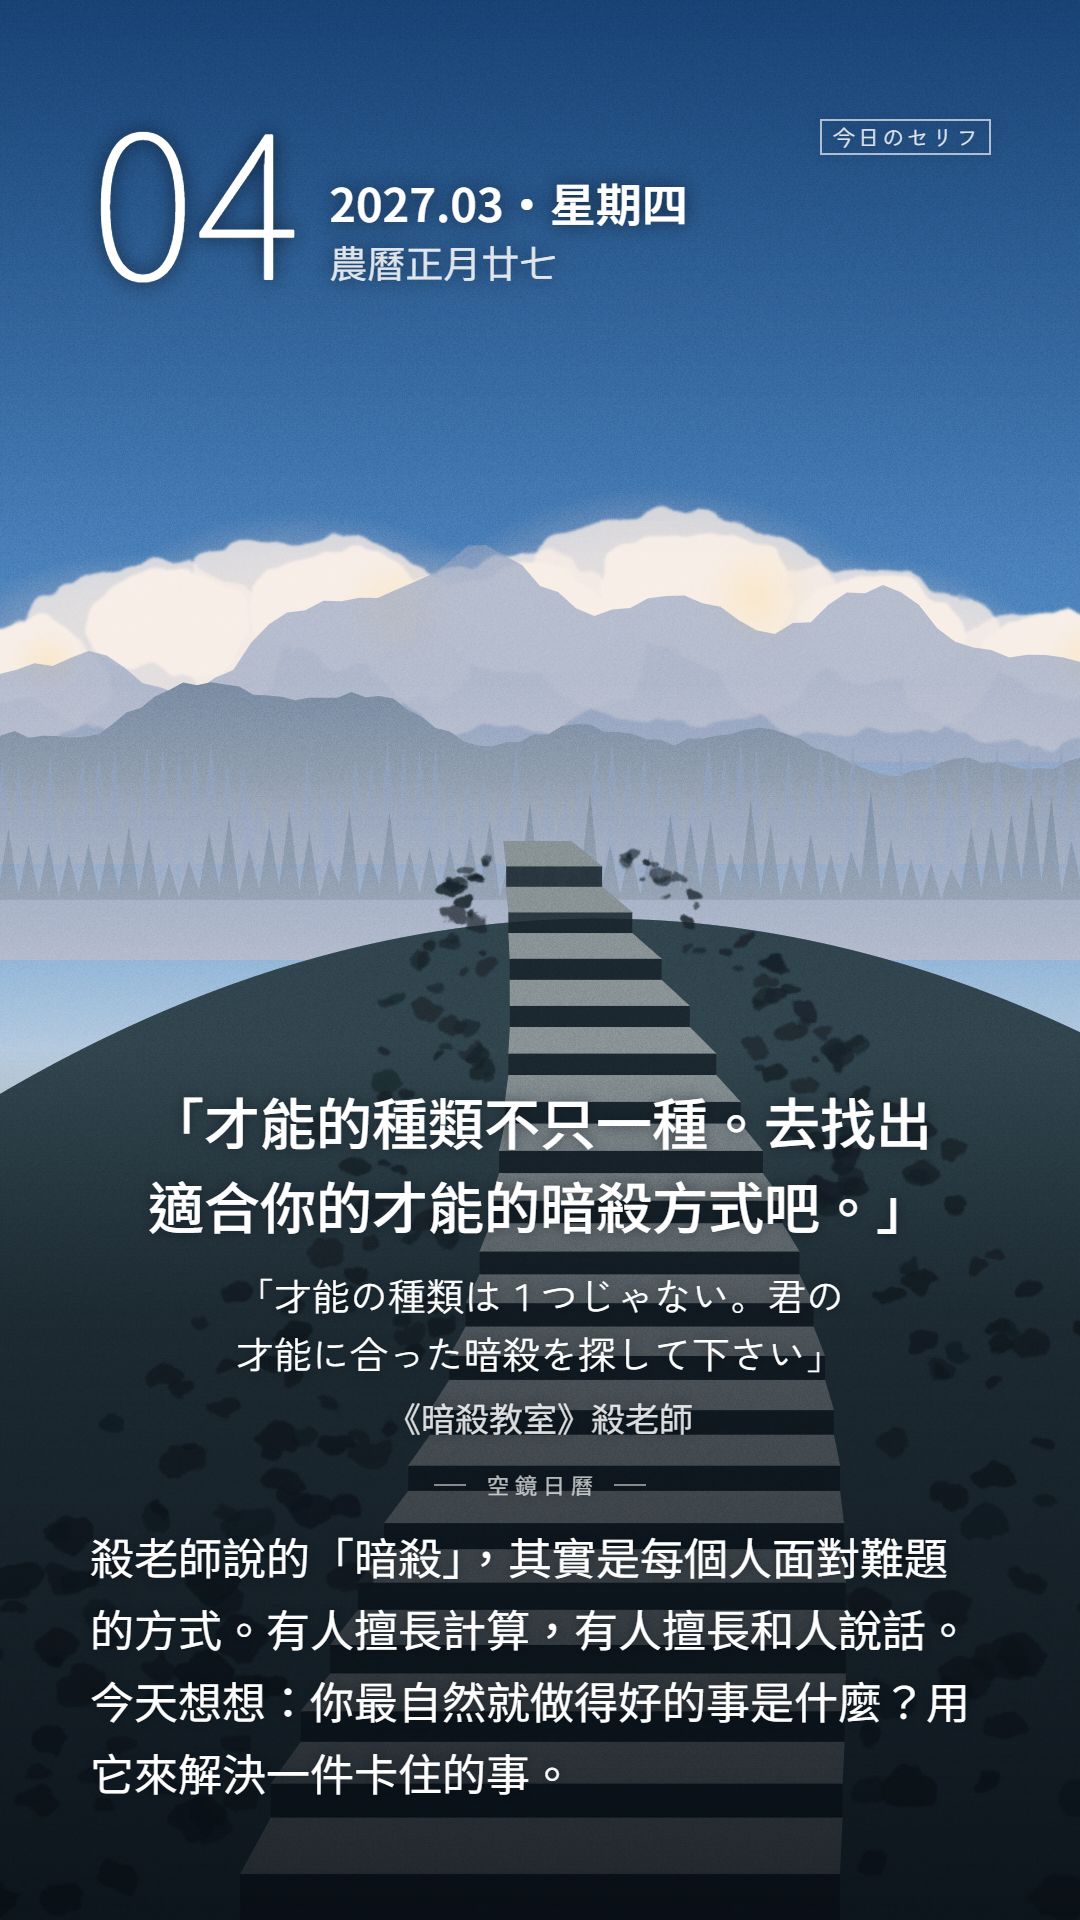 04
今日のセリフ
2027.03・星期四
農曆正月廿七
「才能的種類不只一種。去找出
適合你的才能的暗殺方式吧。」
「才能の種類は１つじゃない。君の
才能に合った暗殺を探して下さい」
《暗殺教室》殺老師
空鏡日曆
殺老師說的「暗殺」，其實是每個人面對難題
的方式。有人擅長計算，有人擅長和人說話。
今天想想：你最自然就做得好的事是什麼？用
它來解決一件卡住的事。